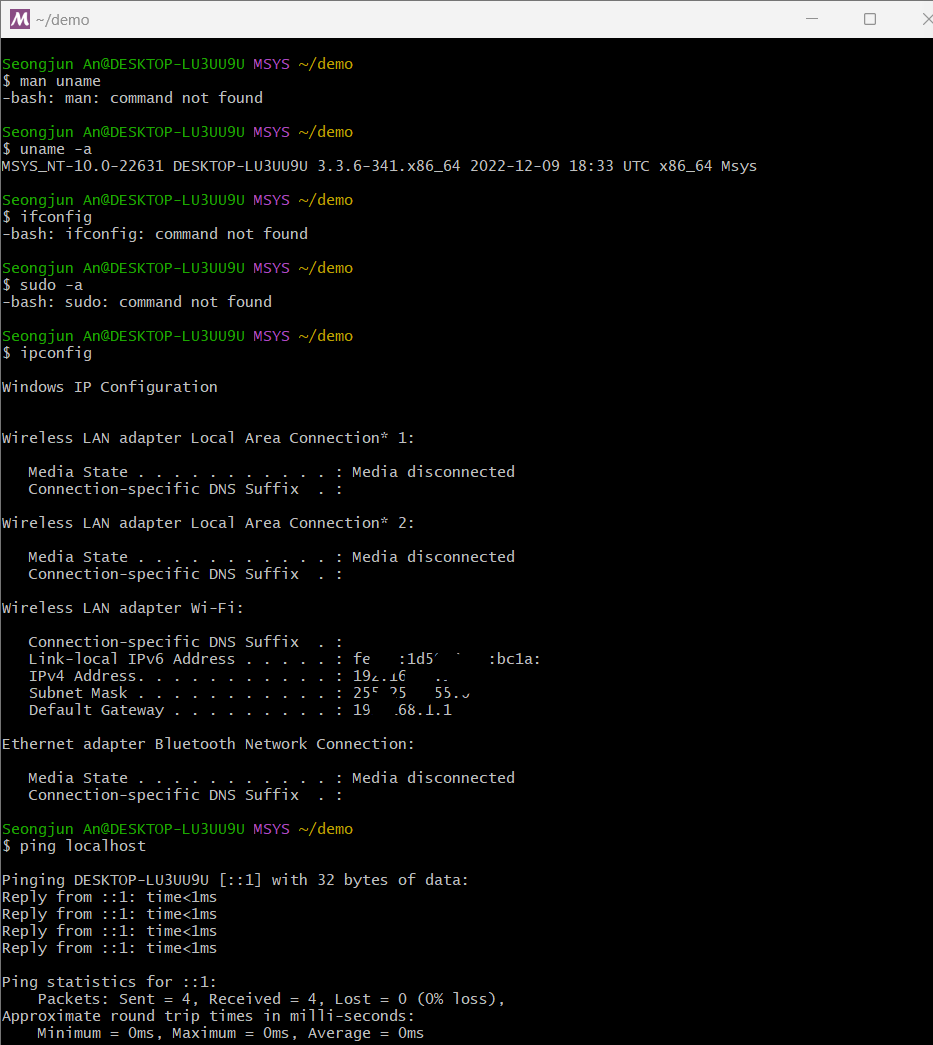 ~/demo
Seongjun An@DESKTOP-LU3UU9U MSYS ~/demo
$ man uname
-bash: man: command not found
Seongjun An@DESKTOP-LU3UU9U MSYS ~/demo
$ uname -a
MSYS_NT-10.0-22631 DESKTOP-LU3UU9U 3.3.6-341.x86_64 2022-12-09 18:33 UTC x86_64 Msys
Seongjun An@DESKTOP-LU3UU9U MSYS ~/demo
$ ifconfig
-bash: ifconfig: command not found
Seongjun An@DESKTOP-LU3UU9U MSYS ~/demo
$ sudo -a
-bash: sudo: command not found
Seongjun An@DESKTOP-LU3UU9U MSYS ~/demo
$ ipconfig
Windows IP Configuration
Wireless LAN adapter Local Area Connection* 1:
Media State . . . . . . . . . . . : Media disconnected
Connection-specific DNS Suffix  . :
Wireless LAN adapter Local Area Connection* 2:
Media State . . . . . . . . . . . : Media disconnected
Connection-specific DNS Suffix  . :
Wireless LAN adapter Wi-Fi:
Connection-specific DNS Suffix  . :
Link-local IPv6 Address . . . . . : fe :1d5 :bc1a:
IPv4 Address. . . . . . . . . . . : 192.16
Subnet Mask . . . . . . . . . . . : 255 25 55.
Default Gateway . . . . . . . . . : 19 68.1.1
Ethernet adapter Bluetooth Network Connection:
Media State . . . . . . . . . . . : Media disconnected
Connection-specific DNS Suffix  . :
Seongjun An@DESKTOP-LU3UU9U MSYS ~/demo
$ ping localhost
Pinging DESKTOP-LU3UU9U [::1] with 32 bytes of data:
Reply from ::1: time<1ms
Reply from ::1: time<1ms
Reply from ::1: time<1ms
Reply from ::1: time<1ms
Ping statistics for ::1:
Packets: Sent = 4, Received = 4, Lost = 0 (0% loss),
Approximate round trip times in milli-seconds:
Minimum = 0ms, Maximum = 0ms, Average = 0ms